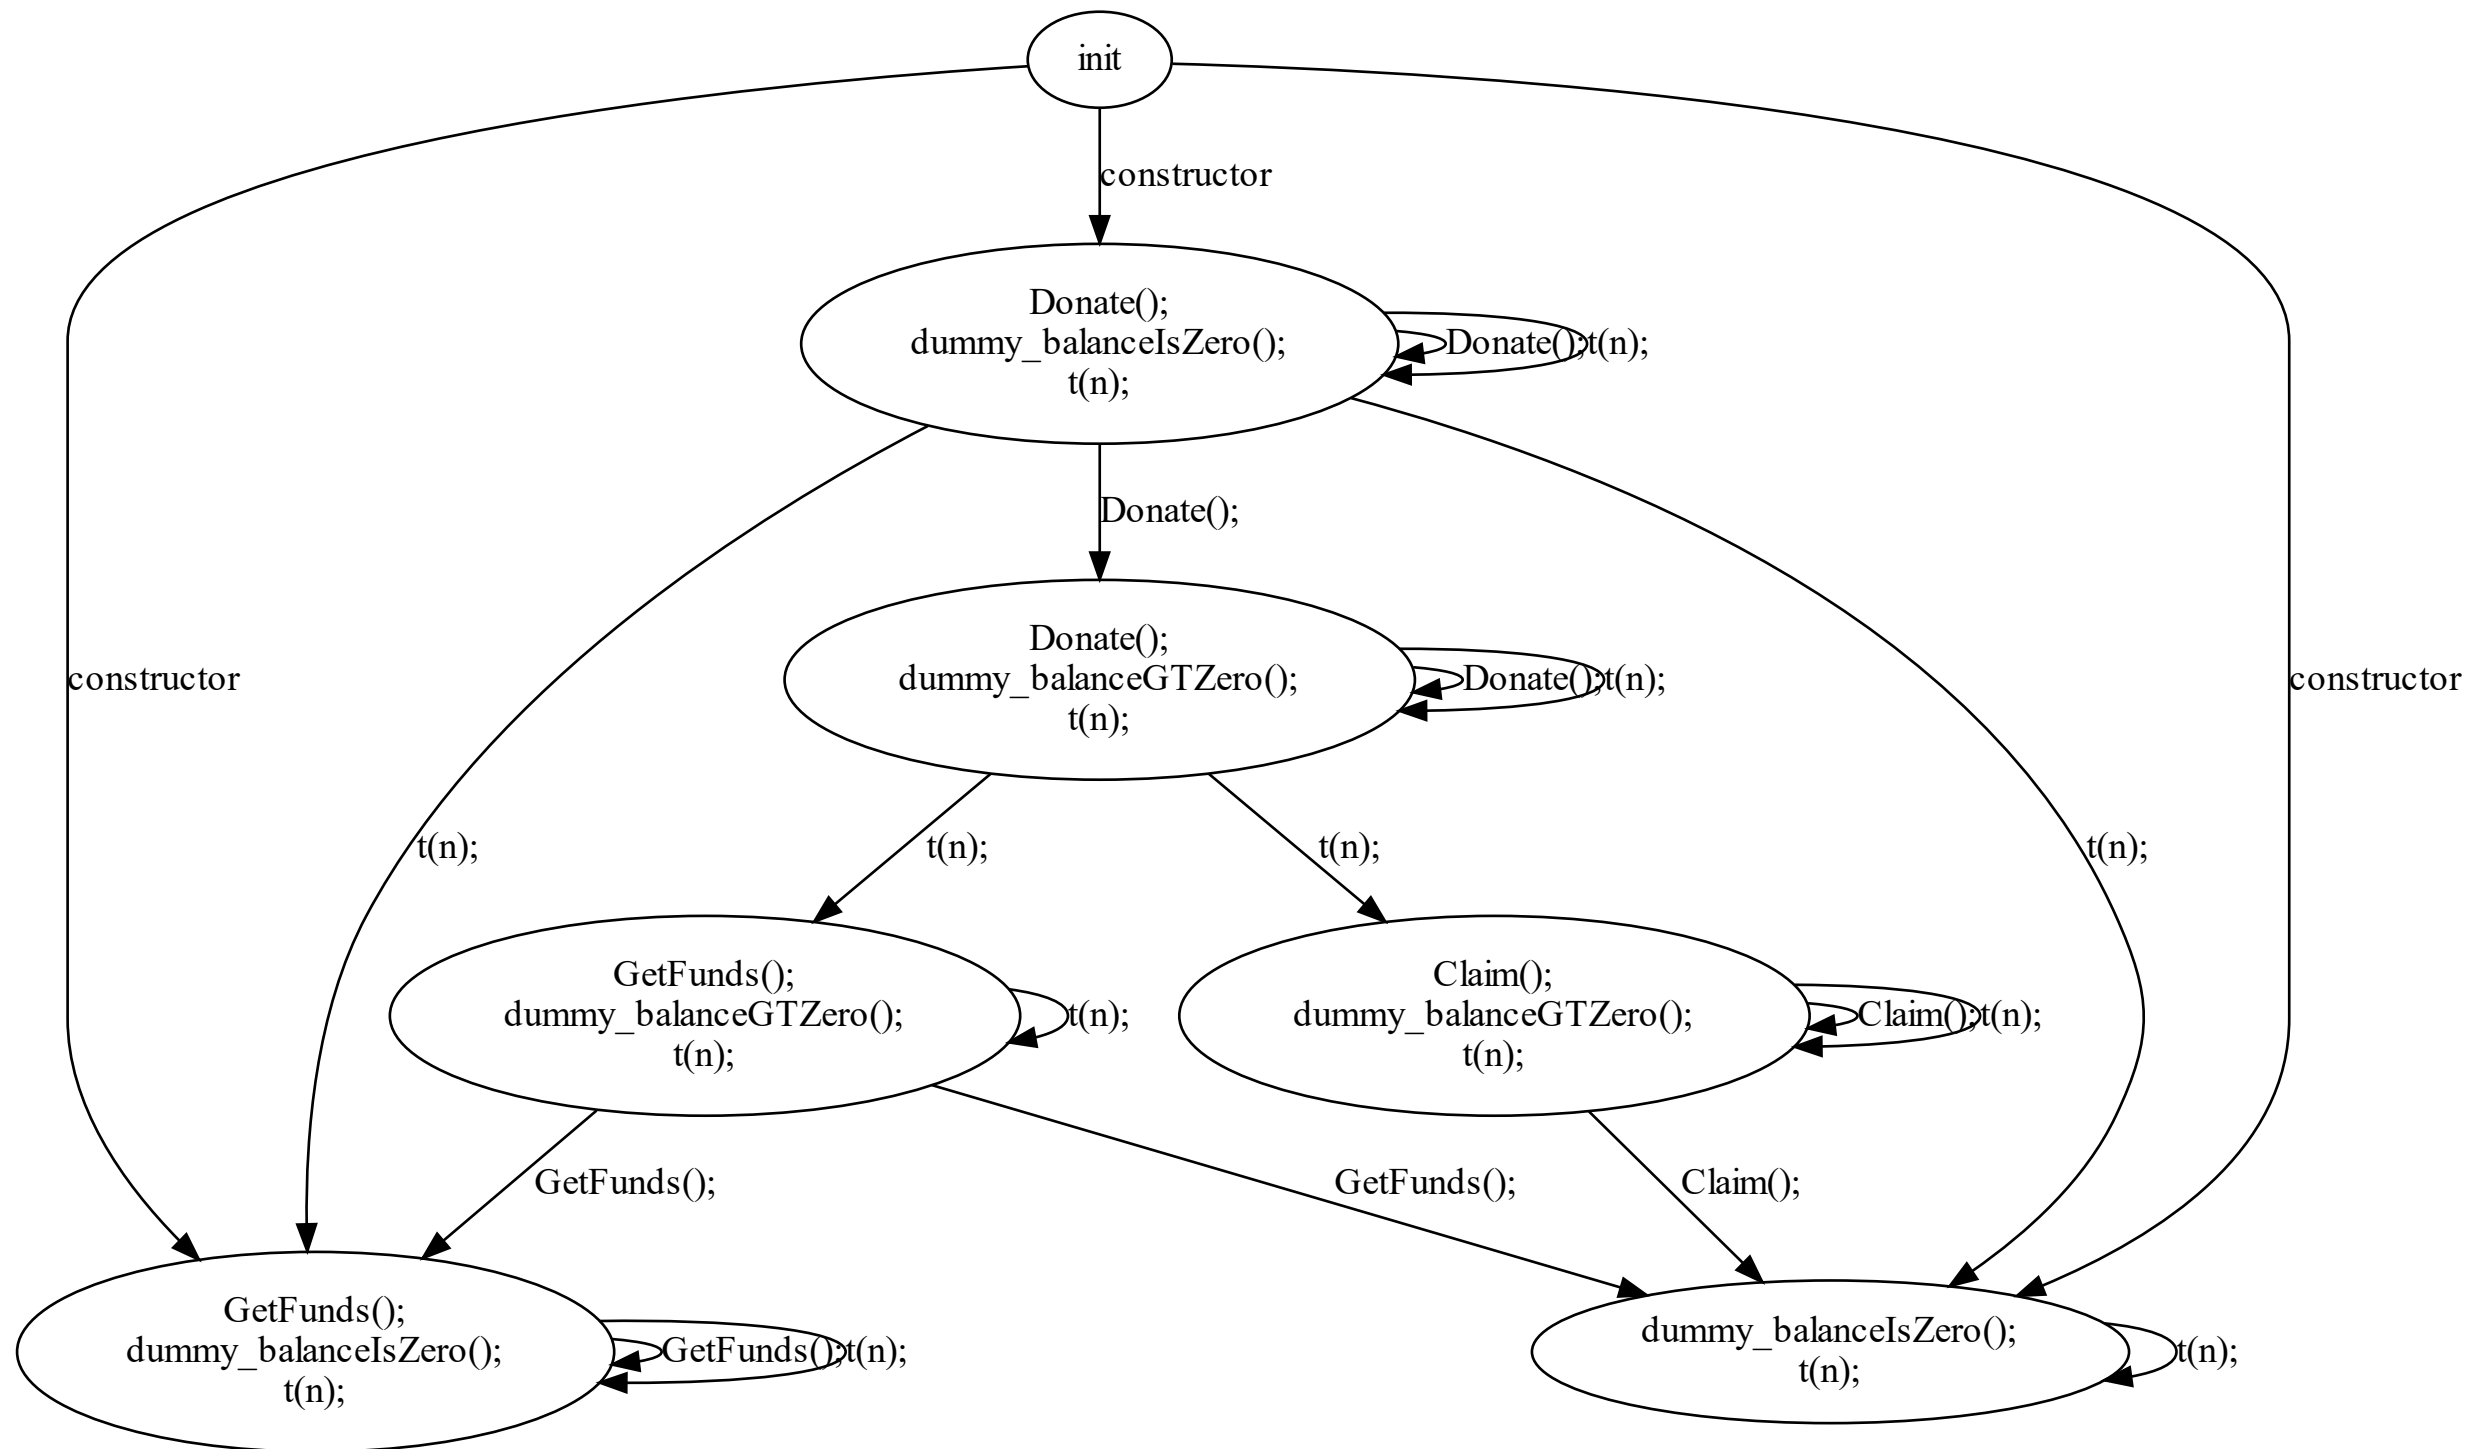 init
constructor
Donate();
dummy_balanceIsZero();
t(n);
Donate();
t(n);
Donate();
Donate();
dummy_balanceGTZero();
t(n);
Donate();
t(n);
constructor
constructor
t(n);
t(n);
t(n);
t(n);
GetFunds();
dummy_balanceGTZero();
t(n);
t(n);
Claim();
dummy_balanceGTZero();
t(n);
Claim();
t(n);
GetFunds();
GetFunds();
Claim();
GetFunds();
dummy_balanceIsZero();
t(n);
GetFunds();
t(n);
dummy_balanceIsZero();
t(n);
t(n);